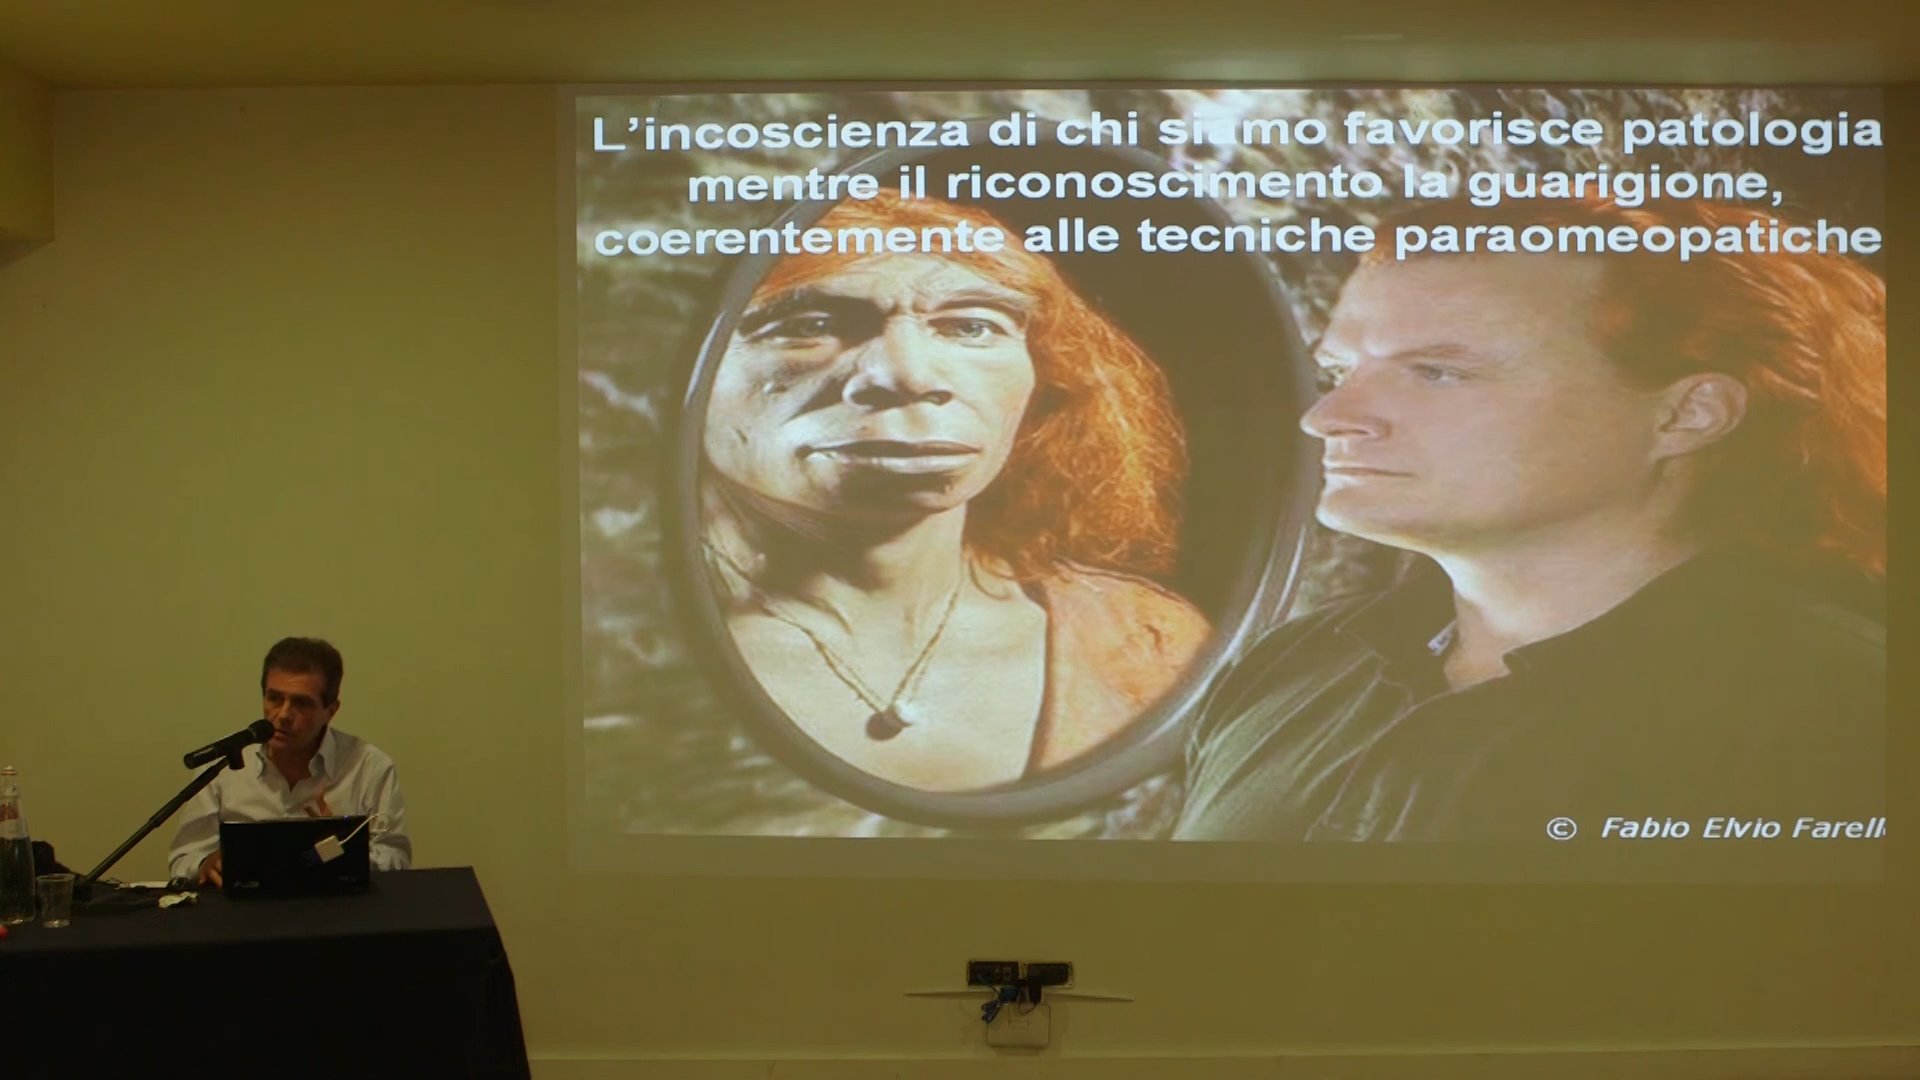 L'incoscienza di chi siamo favorisce patologia
mentre il riconoscimento la guarigione,
coerentemente alle tecniche paraomeopatiche
© Fabio Elvio Farell